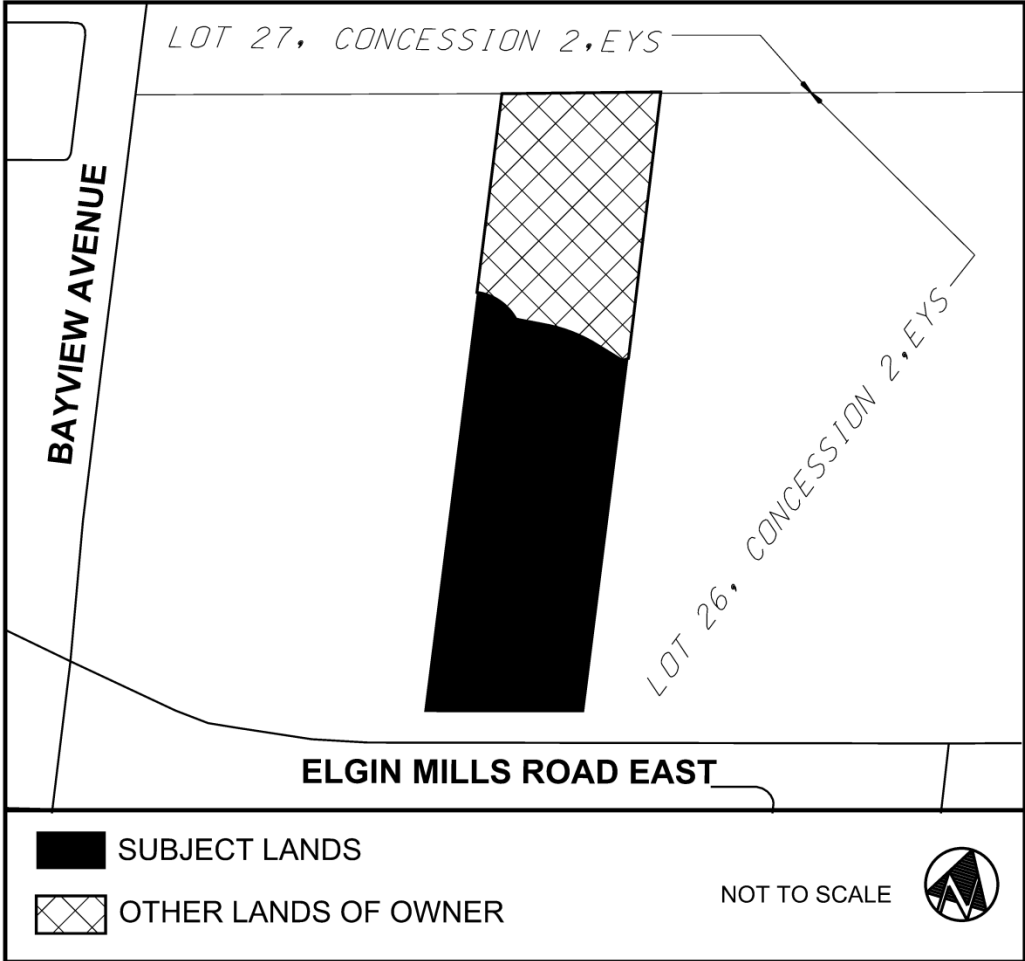 LOT 27, CONCESSION 2,EYS
BAYVIEW AVENUE
LOT 26, CONCESSION 2,EYS
ELGIN MILLS ROAD EAST
SUBJECT LANDS
OTHER LANDS OF OWNER
NOT TO SCALE
N